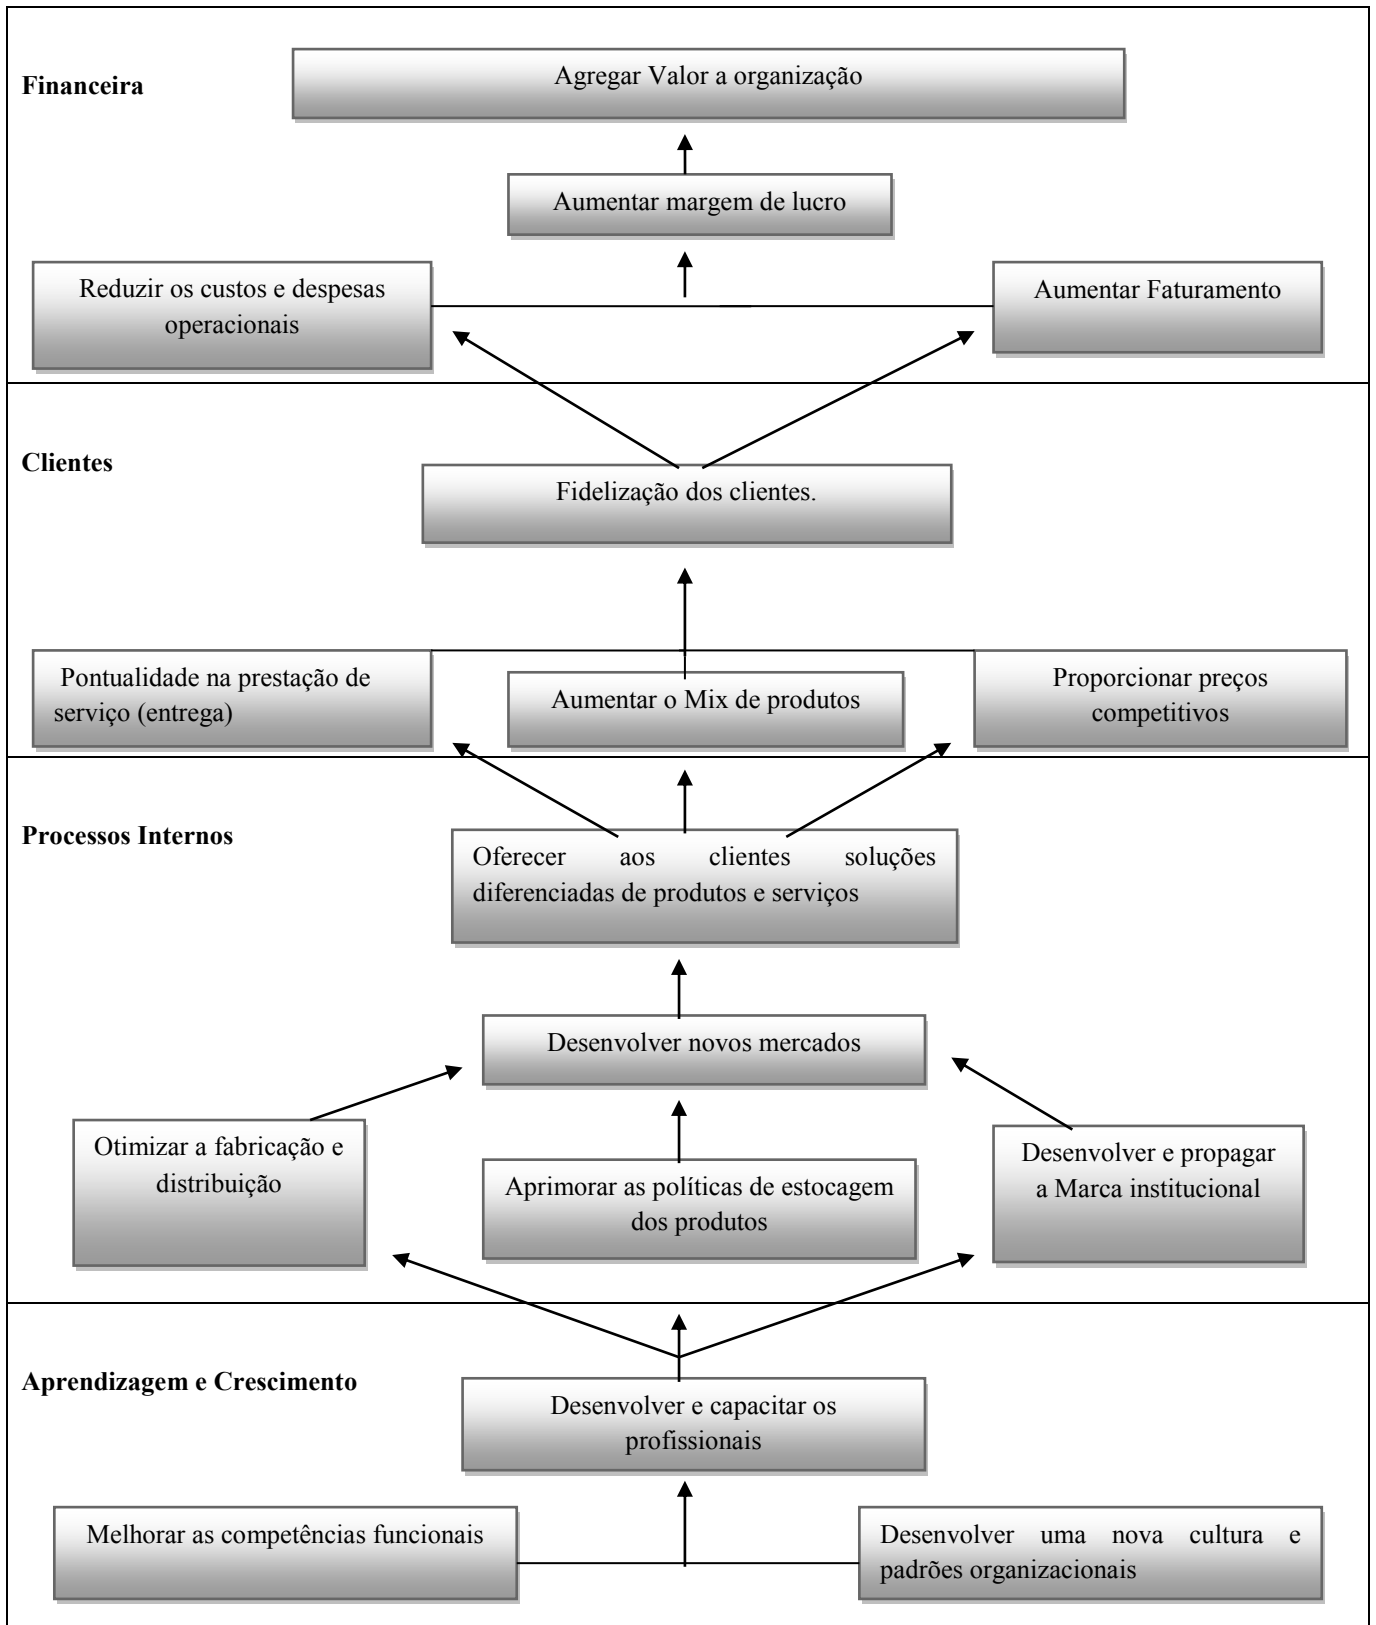 Financeira
Agregar Valor a organização
Aumentar margem de lucro
Reduzir os custos e despesas
operacionais
Aumentar Faturamento
Clientes
Fidelização dos clientes.
Pontualidade na prestação de
serviço (entrega)
Aumentar o Mix de produtos
Proporcionar preços
competitivos
Processos Internos
Oferecer aos clientes soluções
diferenciadas de produtos e serviços
Desenvolver novos mercados
Otimizar a fabricação e
distribuição
Aprimorar as políticas de estocagem
dos produtos
Desenvolver e propagar
a Marca institucional
Aprendizagem e Crescimento
Desenvolver e capacitar os
profissionais
Melhorar as competências funcionais
Desenvolver uma nova cultura e
padrões organizacionais